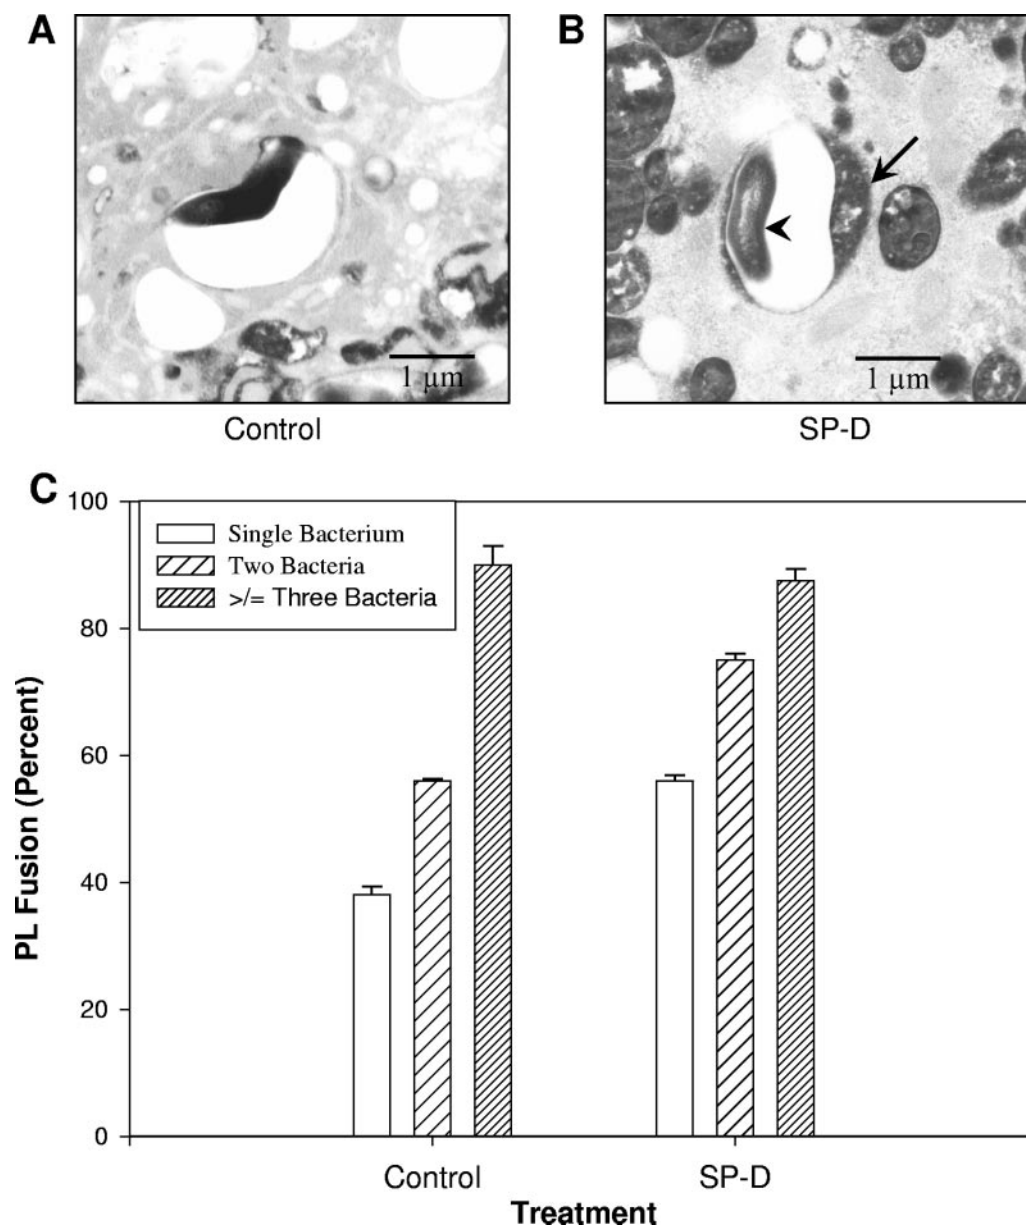 A
B
1 µm
1 µm
Control
SP-D
C
100
80
60
40
20
0
PL Fusion (Percent)
Single Bacterium
Two Bacteria
>/= Three Bacteria
Control
SP-D
Treatment